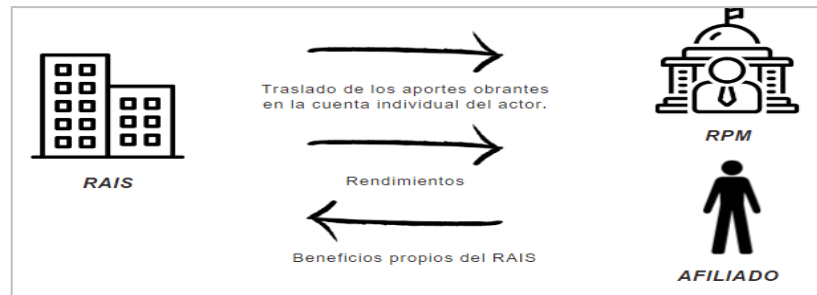 Traslado de los aportes obrantes
en la cuenta individual del actor.
RPM
RAIS
Rendimientos
Beneficios propios del RAIS
AFILIADO